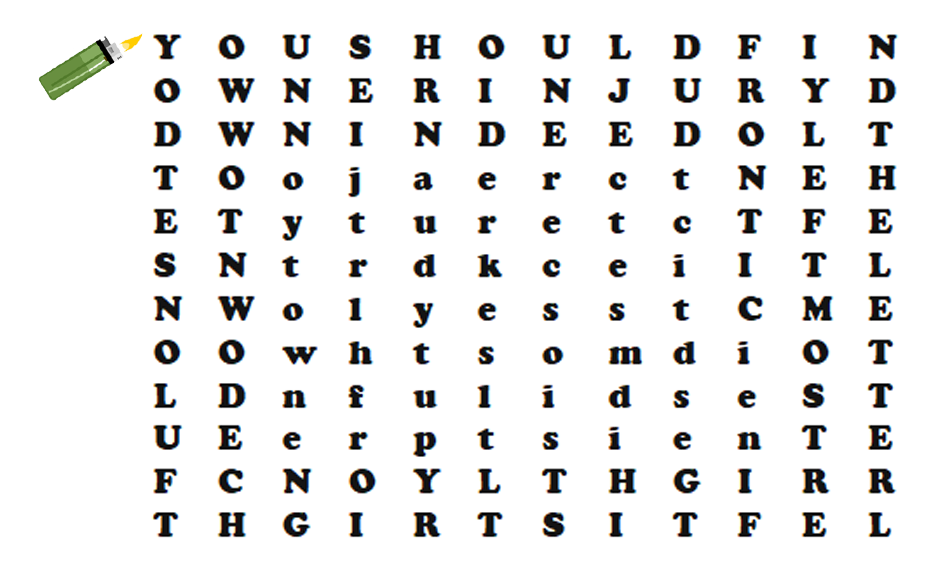 Y O U S H O U L D F I N
O W N E R I N J U R Y D
D W N I N D E E D O L T
T O o j a e r c t N E H
E T y t u r e t c T F E
S N t r d k c e i I T L
N W o l y e s s t C M E
O O w h t s o m d i O T
L D n f u l i d s e S T
U E e r p t s i e n T E
F C N O Y L T H G I R R
T H G I R T S I T F E L